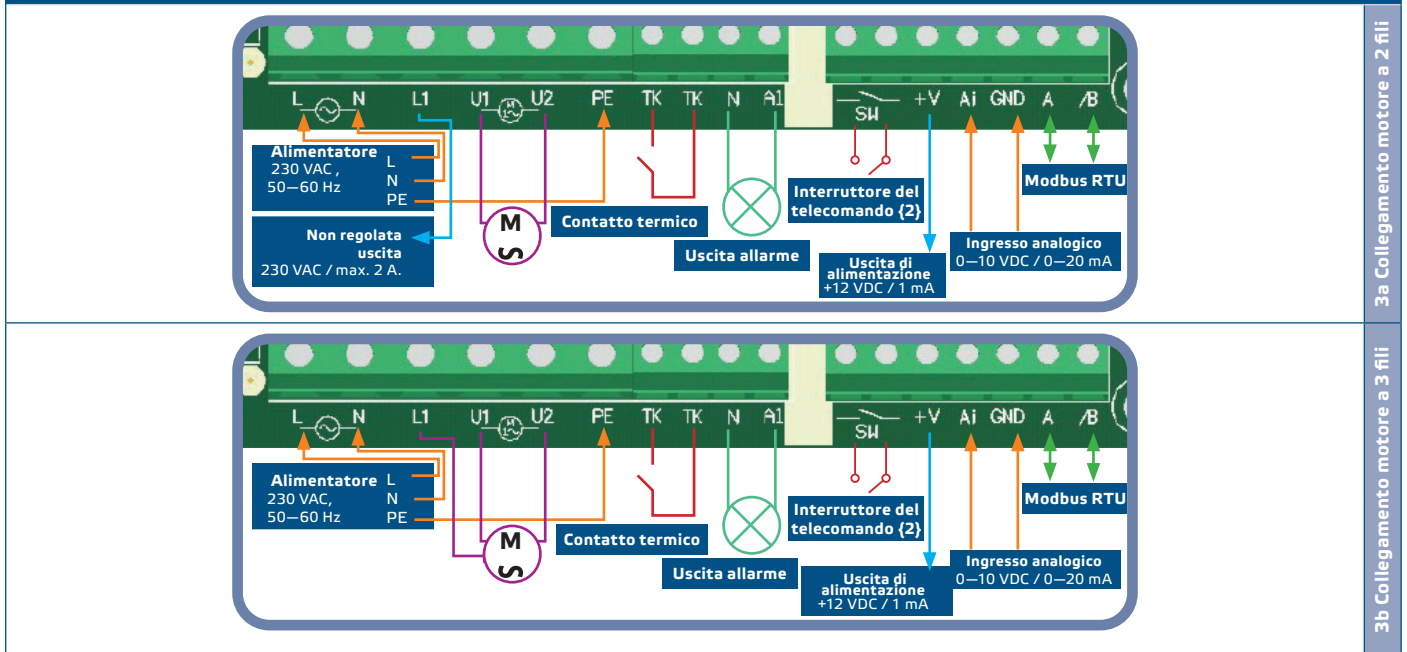 L N L1 U1 M 1~ U2 PE TK TK N A1 SW +V Ai GND A /B
Alimentatore
230 VAC ,
50—60 Hz
L
N
PE
Non regolata
uscita
230 VAC / max. 2 A.
M
Contatto termico
Uscita allarme
Interruttore del
telecomando {2}
Uscita di
alimentazione
+12 VDC / 1 mA
Ingresso analogico
0—10 VDC / 0—20 mA
Modbus RTU
3a Collegamento motore a 2 fili
L N L1 U1 M 1~ U2 PE TK TK N A1 SW +V Ai GND A /B
Alimentatore
230 VAC,
50—60 Hz
L
N
PE
M
Contatto termico
Uscita allarme
Interruttore del
telecomando {2}
Uscita di
alimentazione
+12 VDC / 1 mA
Ingresso analogico
0—10 VDC / 0—20 mA
Modbus RTU
3b Collegamento motore a 3 fili